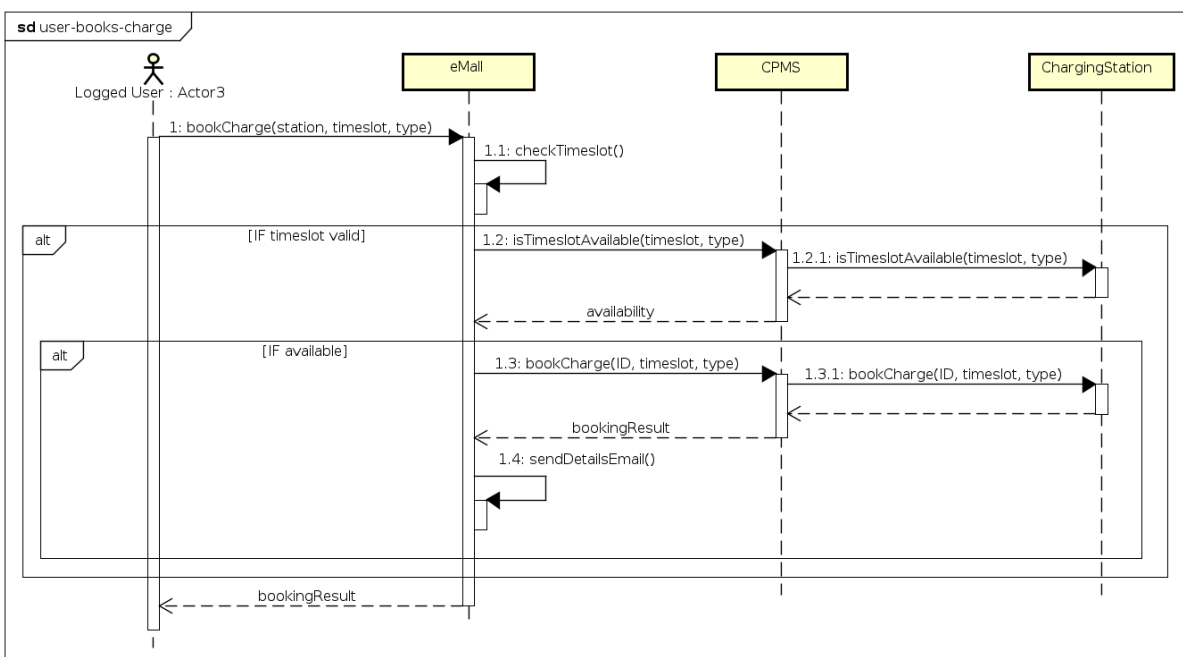 sd user-books-charge
Logged User : Actor3
eMall
CPMS
ChargingStation
1: bookCharge(station, timeslot, type)
1.1: checkTimeslot()
alt
[IF timeslot valid]
1.2: isTimeslotAvailable(timeslot, type)
1.2.1: isTimeslotAvailable(timeslot, type)
availability
alt
[IF available]
1.3: bookCharge(ID, timeslot, type)
1.3.1: bookCharge(ID, timeslot, type)
bookingResult
1.4: sendDetailsEmail()
bookingResult